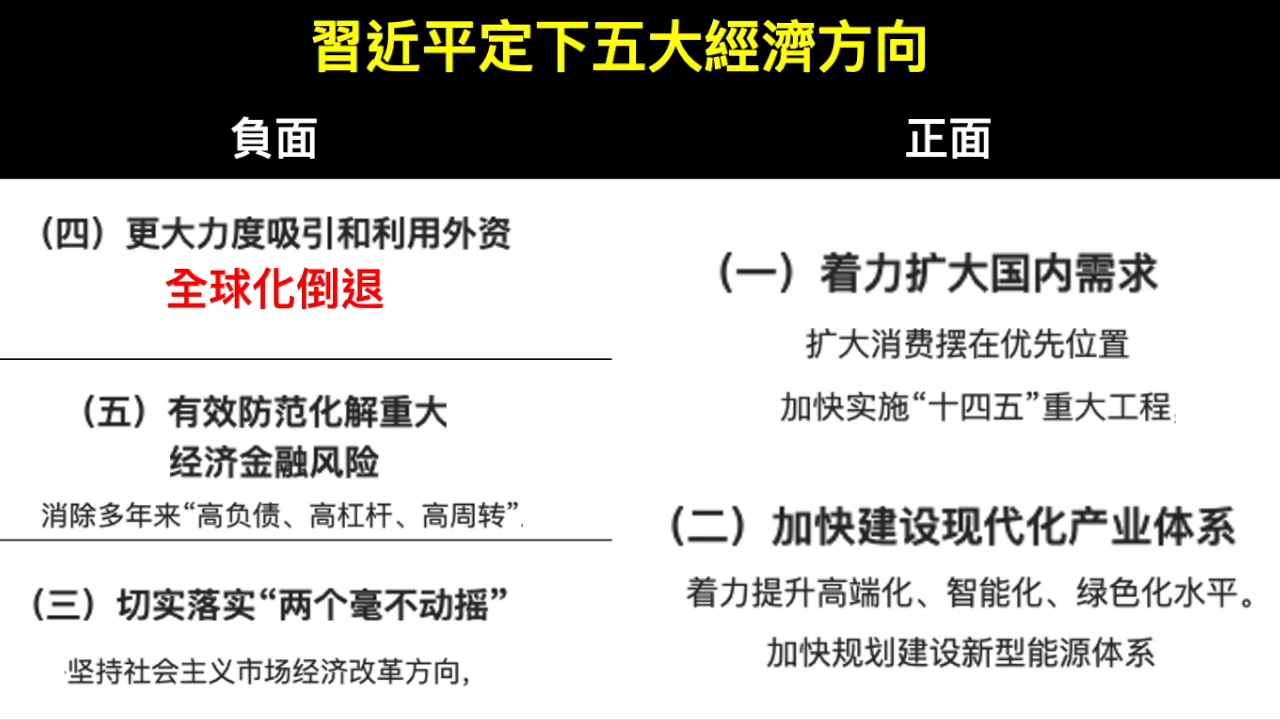 習近平定下五大經濟方向
負面
正面
（四）更大力度吸引和利用外资
全球化倒退
（五）有效防范化解重大
经济金融风险
消除多年来“高负债、高杠杆、高周转”
（三）切实落实“两个毫不动摇”
坚持社会主义市场经济改革方向，
（一）着力扩大国内需求
扩大消费摆在优先位置
加快实施“十四五”重大工程
（二）加快建设现代化产业体系
着力提升高端化、智能化、绿色化水平。
加快规划建设新型能源体系